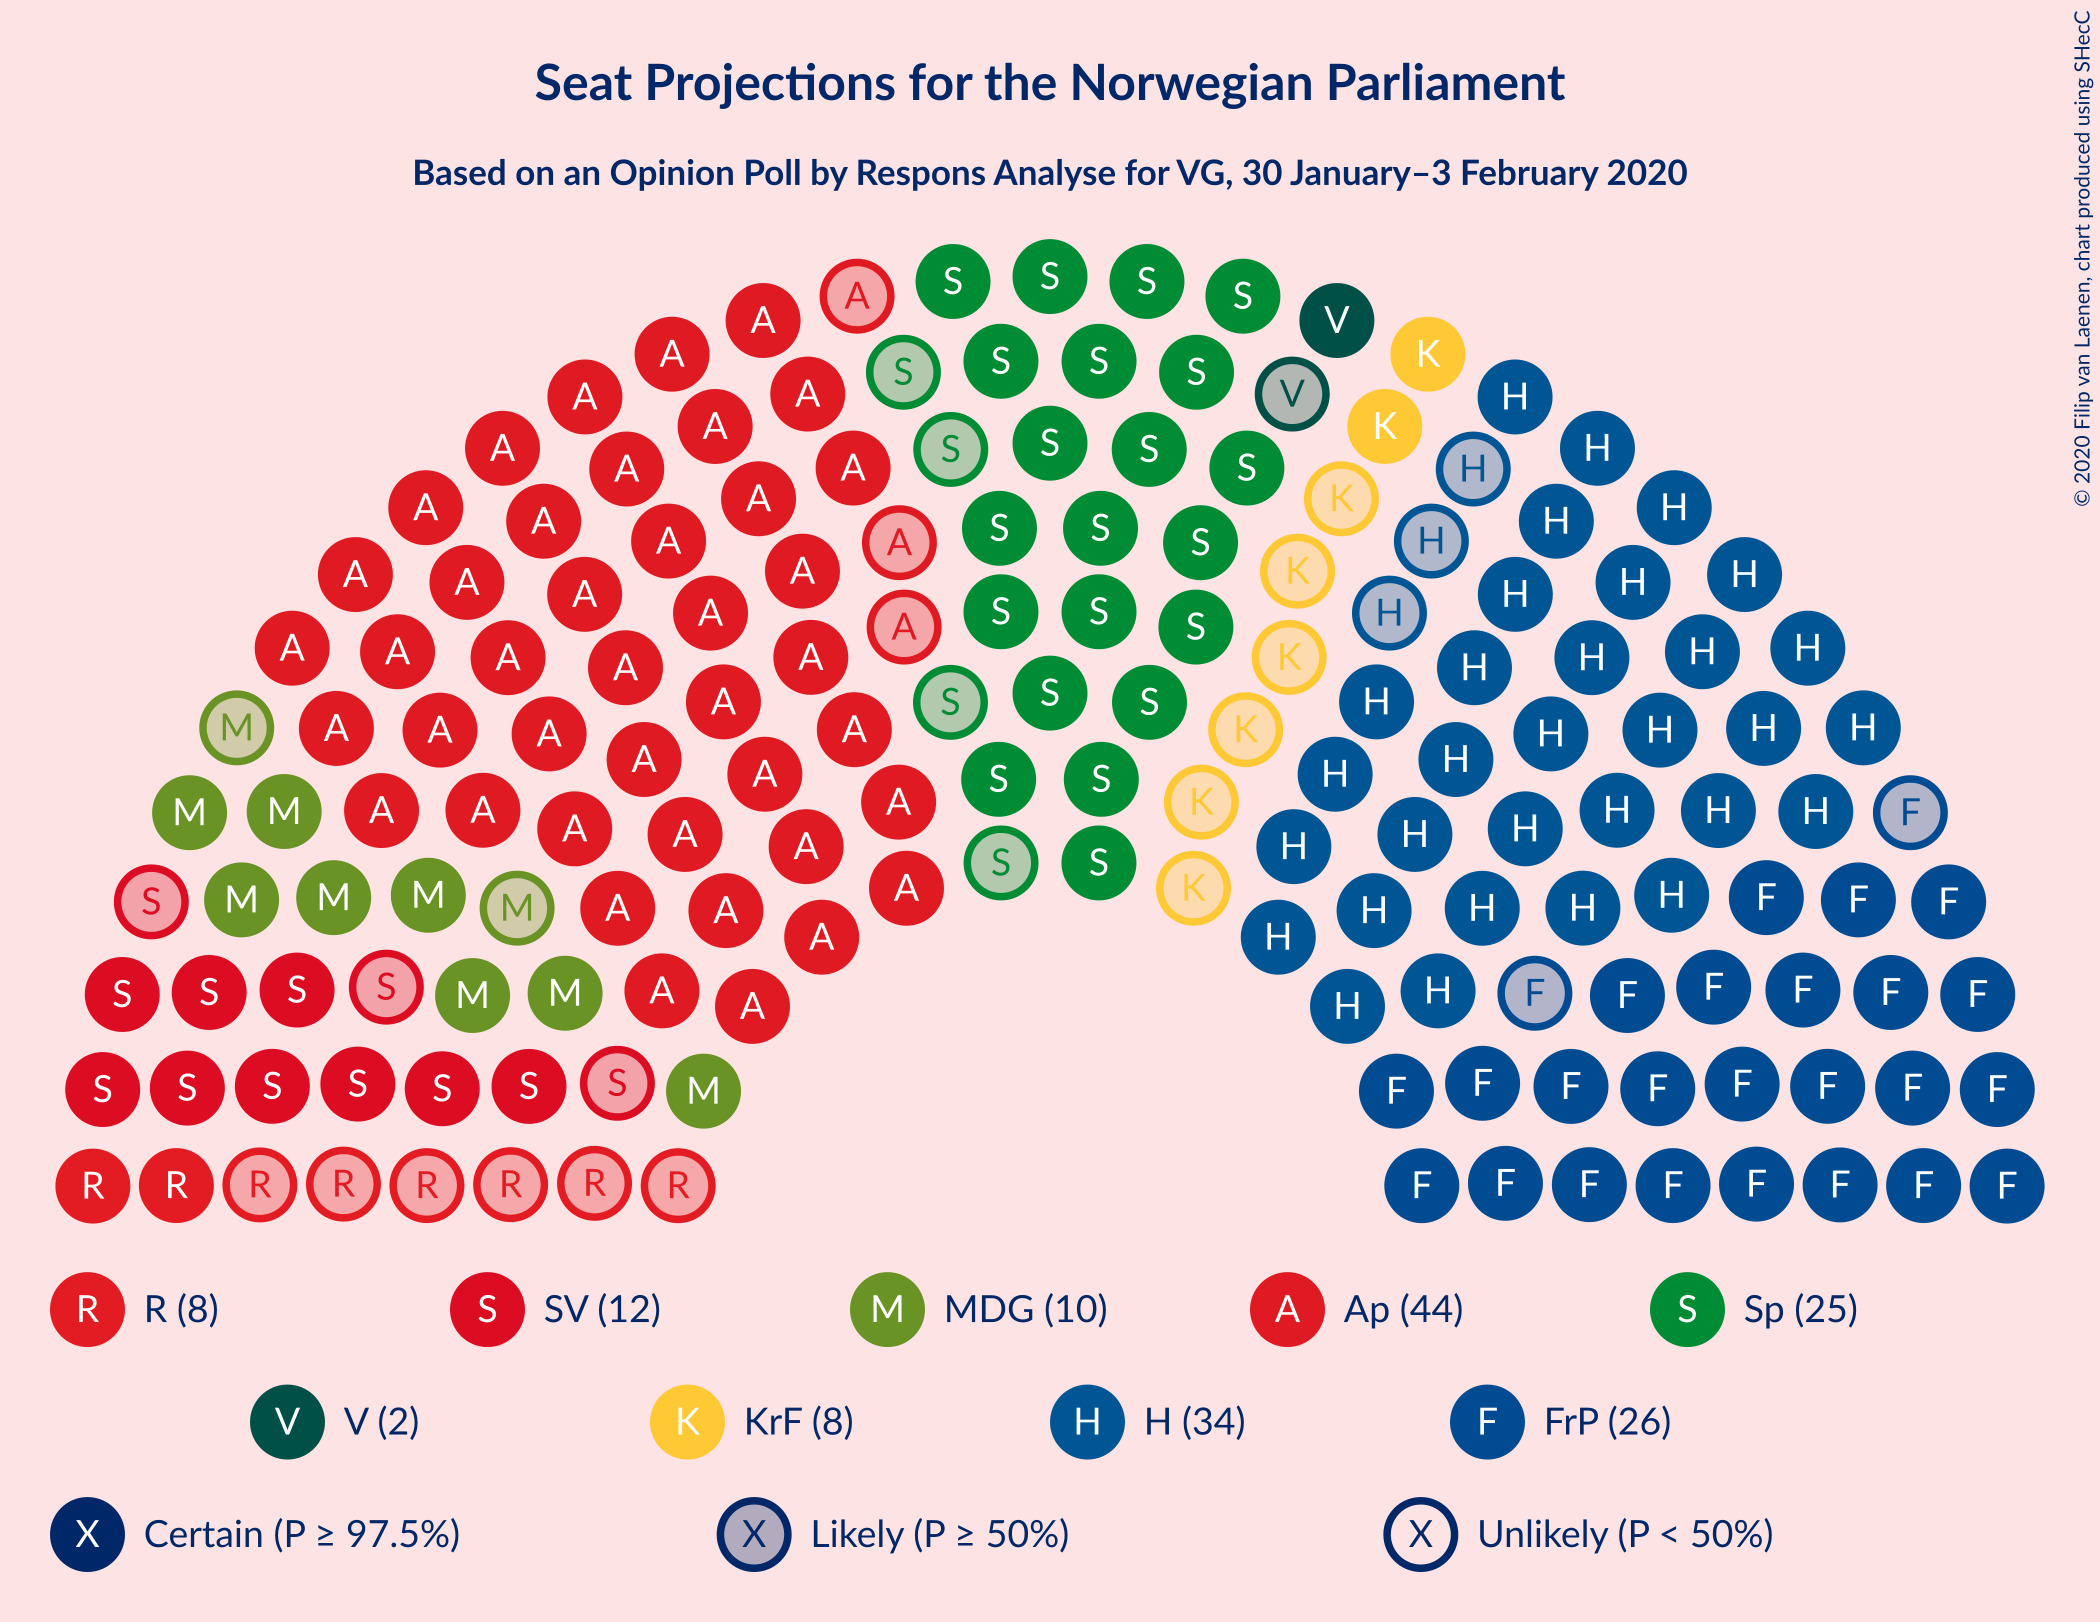 Seat Projections for the Norwegian Parliament
Based on an Opinion Poll by Respons Analyse for VG, 30 January–3 February 2020
© 2020 Filip van Laenen, chart produced using SHecC
A S S S S V K
A A A S S S S V K H
A A A A S S S S K H H
A A A A A S S S K H H H
A A A A A A S S S K H H H H
A A A A A A S S S K H H H H H
M A A A A A A S S K H H H H H H
M M A A A A A A S S K H H H H H H F
S M M M M A A A A H H H H H F F F
S S S S M M A A H H F F F F F F
S S S S S S S M F F F F F F F F
R R R R R R R R F F F F F F F F
R R (8) S SV (12) M MDG (10) A Ap (44) S Sp (25)
V V (2) K KrF (8) H H (34) F FrP (26)
X Certain (P ≥ 97.5%) X Likely (P ≥ 50%) X Unlikely (P < 50%)